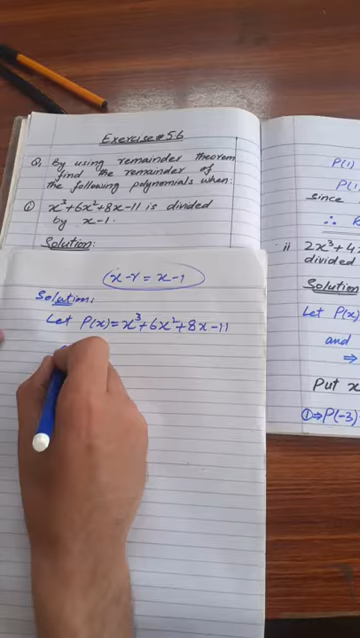 Exercise#5.6
Q, By using remainder theorem
find the remainder of
the following polynomials when:
① x³+6x²+8x-11 is divided
by x-1.
Solution:
x-r = x-1
Solution:
Let P(x)=x³+6x²+8x-11
P(1)
P(1
since
∴ R
ii 2x³+4
divided
Solution
Let P(x)
and
⇒
Put x
①⇒P(-3)